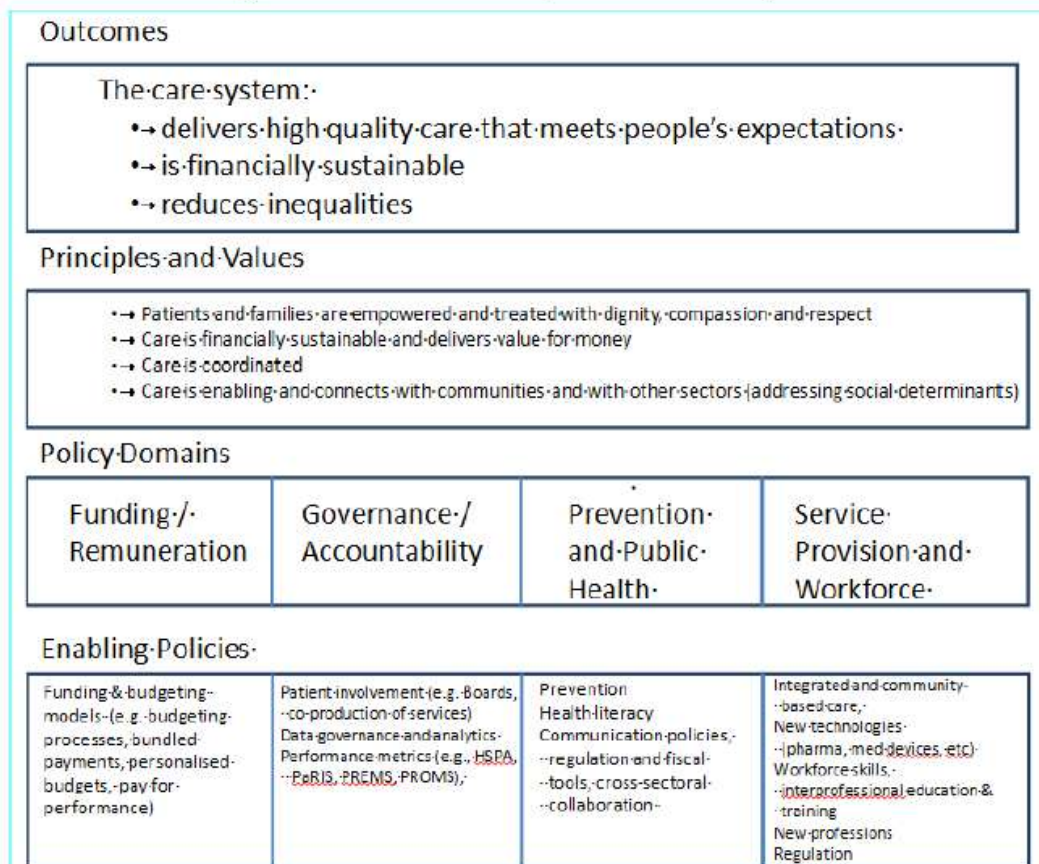 Outcomes
The care system:
•→ delivers high quality care that meets people's expectations
•→ is financially sustainable
•→ reduces inequalities
Principles and Values
•→ Patients and families are empowered and treated with dignity, compassion and respect
•→ Care is financially sustainable and delivers value for money
•→ Care is coordinated
•→ Care is enabling and connects with communities and with other sectors (addressing social determinants)
Policy Domains
Funding /
Remuneration
Governance /
Accountability
Prevention
and Public
Health
Service
Provision and
Workforce
Enabling Policies
Funding & budgeting
models (e.g. budgeting
processes, bundled
payments, personalised
budgets, pay for
performance)
Patient involvement (e.g. Boards,
co-production of services)
Data governance and analytics
Performance metrics (e.g., HSPA,
PaRIS, PREMS, PROMS),
Prevention
Health literacy
Communication policies,
regulation and fiscal
tools, cross-sectoral
collaboration
Integrated and community
based care,
New technologies
(pharma, med devices, etc)
Workforce skills,
interprofessional education &
training
New professions
Regulation